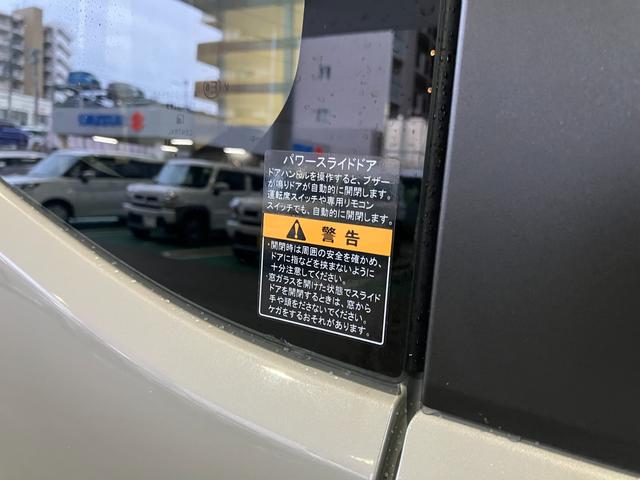 パワースライドドア
ドアハンドルを操作すると、ブザー
が鳴りドアが自動的に開閉します。
運転席スイッチや専用リモコン
スイッチでも、自動的に開閉します。
警告
・開閉時は周囲の安全を確かめ、
ドアに指などを挟まないように
十分注意してください。
・窓ガラスを開けた状態でスライド
ドアを開閉するときは、窓から
手や頭をださないでください。
ケガをするおそれがあります。